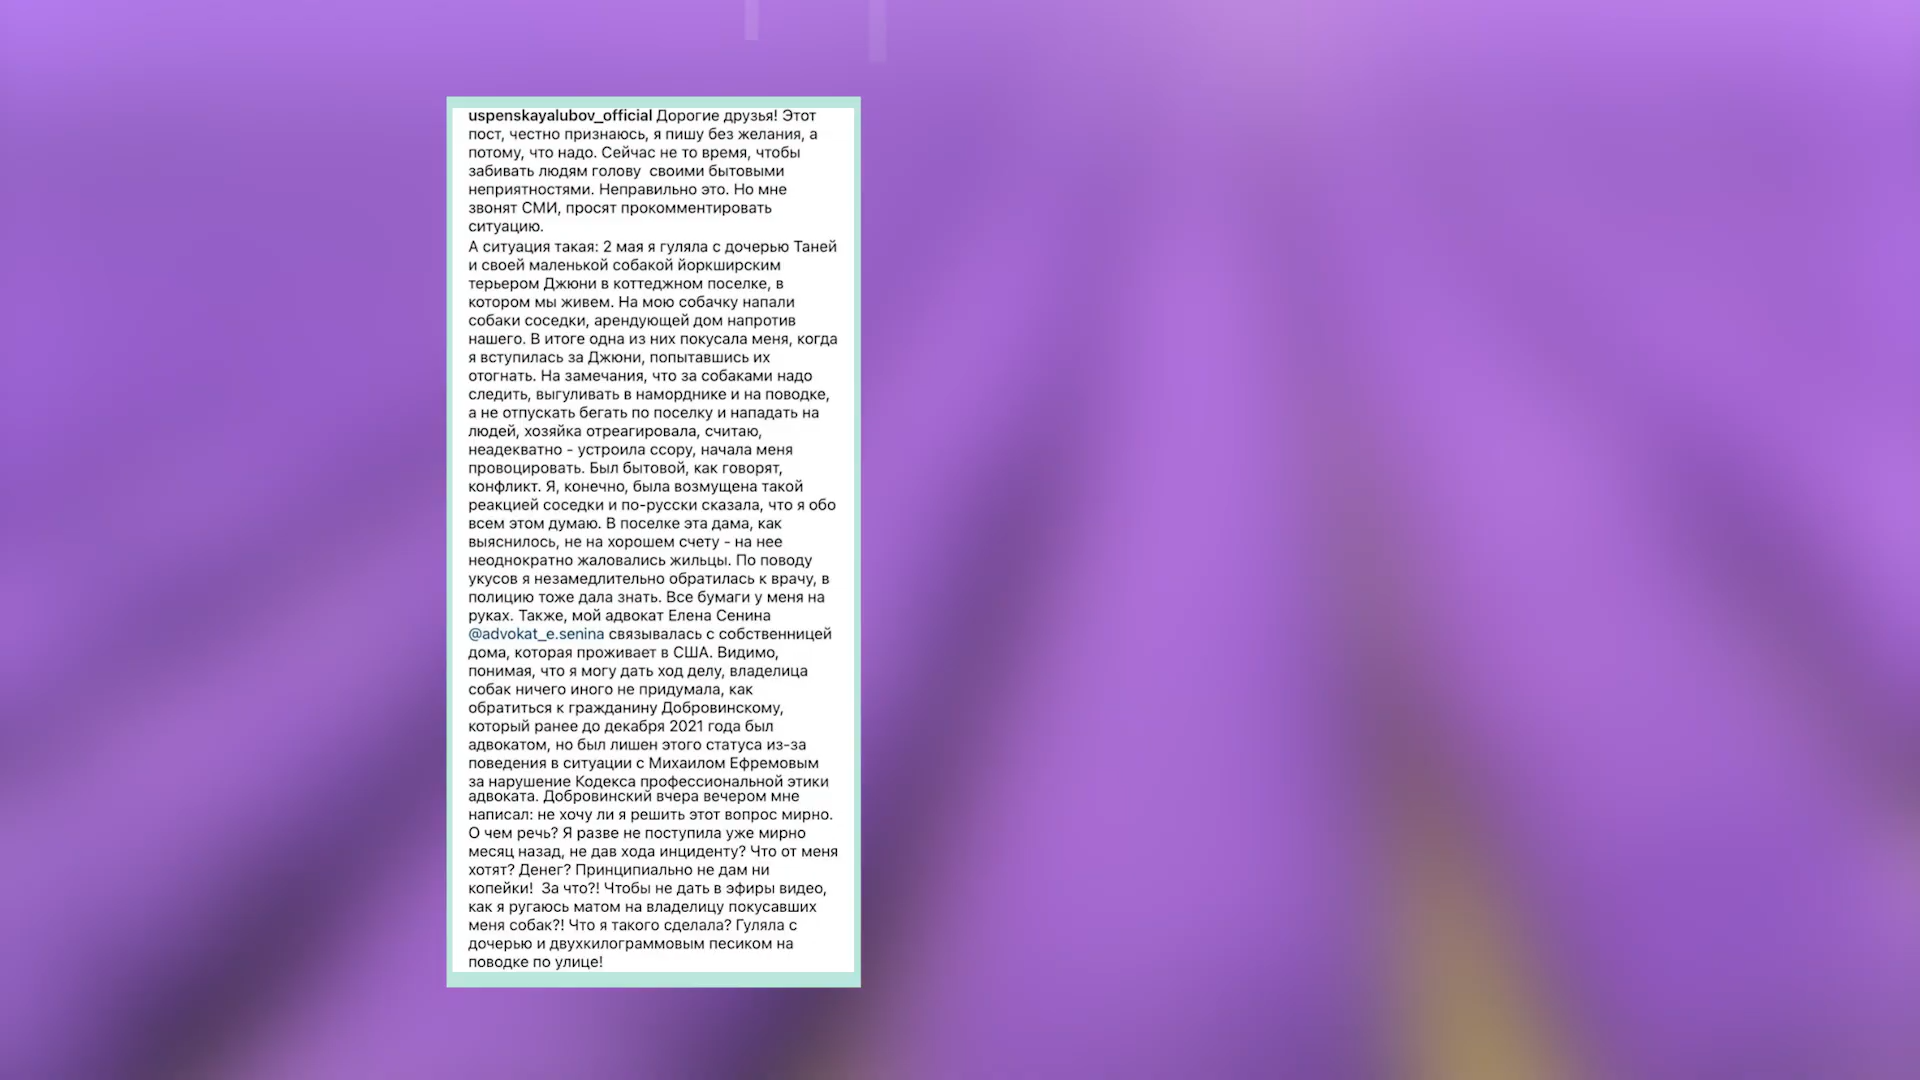 uspenskayalubov_official Дорогие друзья! Этот
пост, честно признаюсь, я пишу без желания, а
потому, что надо. Сейчас не то время, чтобы
забивать людям голову своими бытовыми
неприятностями. Неправильно это. Но мне
звонят СМИ, просят прокомментировать
ситуацию.
А ситуация такая: 2 мая я гуляла с дочерью Таней
и своей маленькой собакой йоркширским
терьером Джюни в коттеджном поселке, в
котором мы живем. На мою собачку напали
собаки соседки, арендующей дом напротив
нашего. В итоге одна из них покусала меня, когда
я вступилась за Джюни, попытавшись их
отогнать. На замечания, что за собаками надо
следить, выгуливать в наморднике и на поводке,
а не отпускать бегать по поселку и нападать на
людей, хозяйка отреагировала, считаю,
неадекватно - устроила ссору, начала меня
провоцировать. Был бытовой, как говорят,
конфликт. Я, конечно, была возмущена такой
реакцией соседки и по-русски сказала, что я обо
всем этом думаю. В поселке эта дама, как
выяснилось, не на хорошем счету - на нее
неоднократно жаловались жильцы. По поводу
укусов я незамедлительно обратилась к врачу, в
полицию тоже дала знать. Все бумаги у меня на
руках. Также, мой адвокат Елена Сенина
@advokat_e.senina связывалась с собственницей
дома, которая проживает в США. Видимо,
понимая, что я могу дать ход делу, владелица
собак ничего иного не придумала, как
обратиться к гражданину Добровинскому,
который ранее до декабря 2021 года был
адвокатом, но был лишен этого статуса из-за
поведения в ситуации с Михаилом Ефремовым
за нарушение Кодекса профессиональной этики
адвоката. Добровинский вчера вечером мне
написал: не хочу ли я решить этот вопрос мирно.
О чем речь? Я разве не поступила уже мирно
месяц назад, не дав хода инциденту? Что от меня
хотят? Денег? Принципиально не дам ни
копейки! За что?! Чтобы не дать в эфиры видео,
как я ругаюсь матом на владелицу покусавших
меня собак?! Что я такого сделала? Гуляла с
дочерью и двухкилограммовым песиком на
поводке по улице!